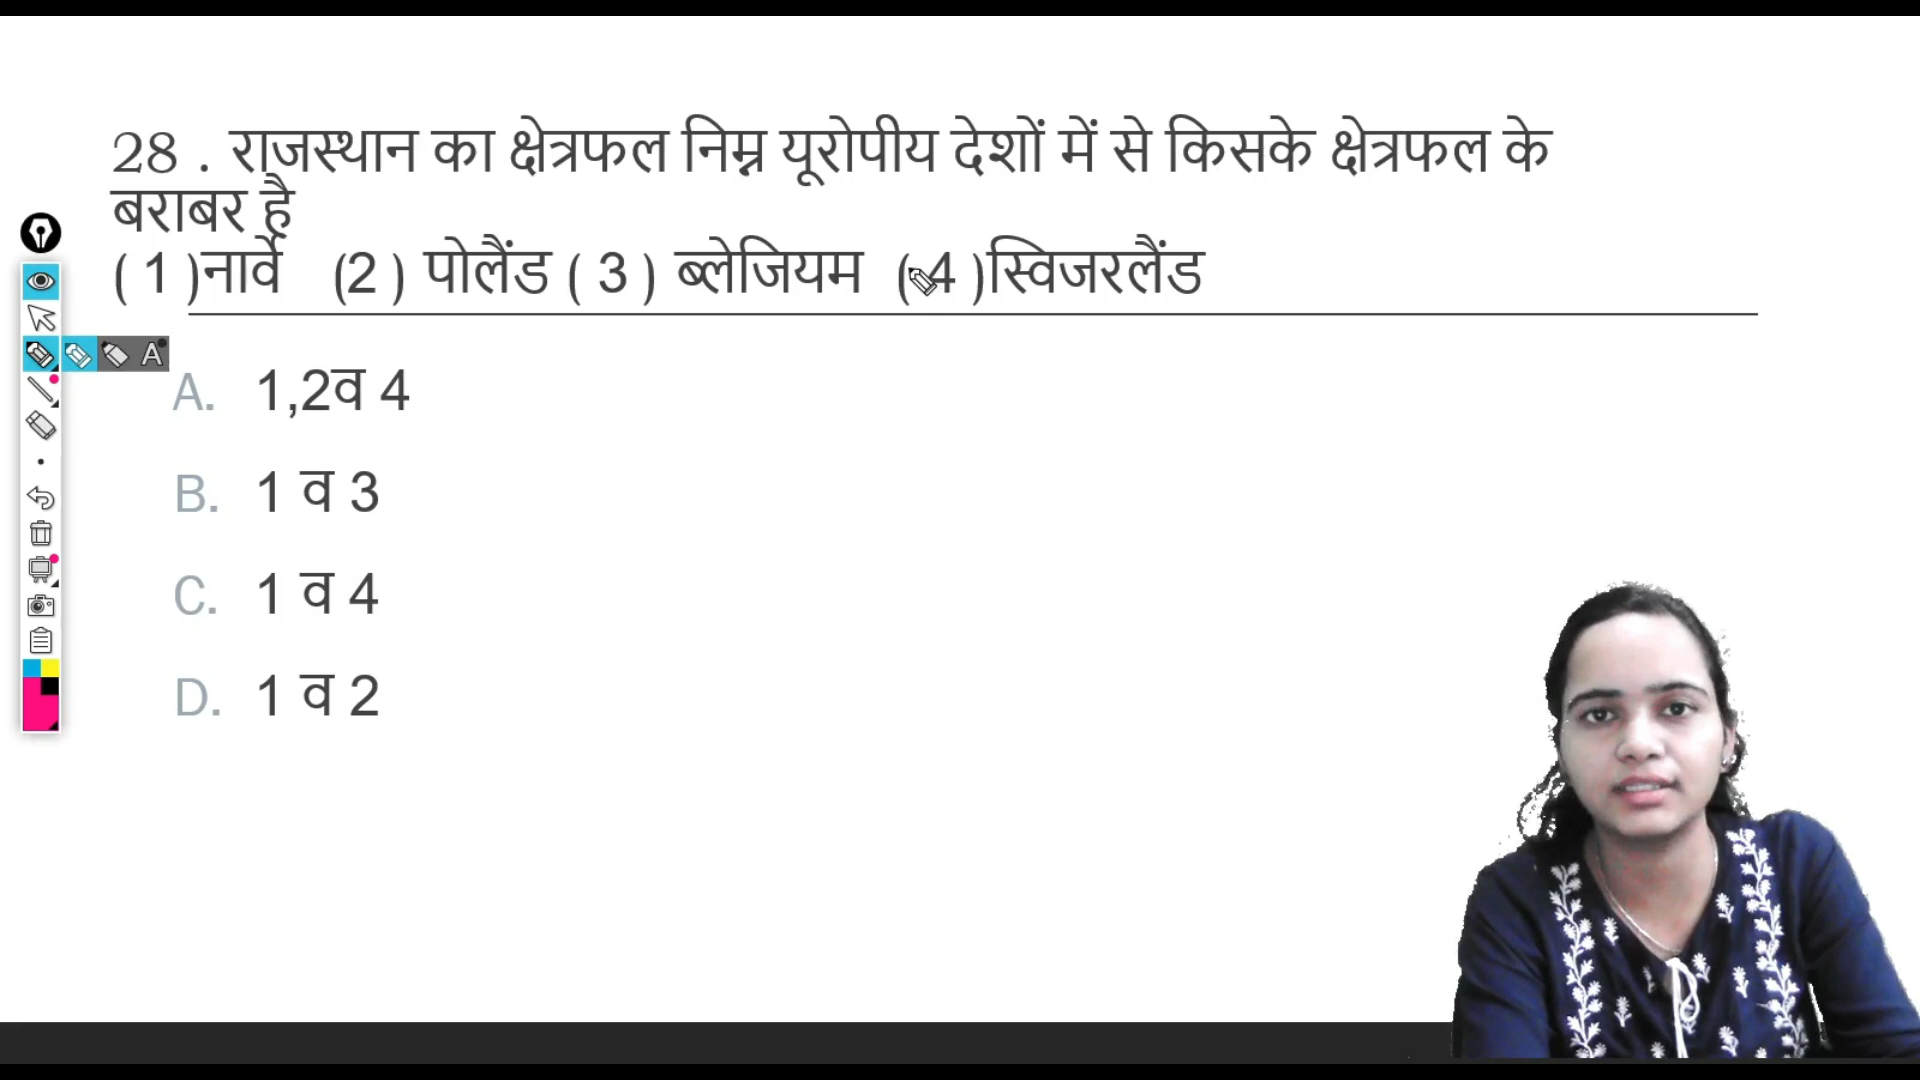 28 . राजस्थान का क्षेत्रफल निम्न यूरोपीय देशों में से किसके क्षेत्रफल के
बराबर है
( 1 )नार्वे (2 ) पोलैंड ( 3 ) ब्लेजियम ( 4 )स्विजरलैंड
A
A. 1,2व 4
B. 1 व 3
C. 1 व 4
D. 1 व 2